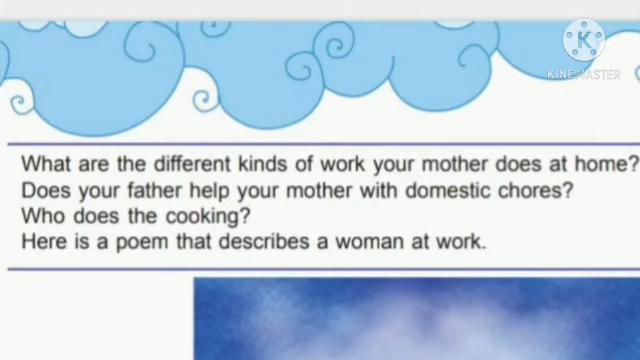 KINEMASTER
What are the different kinds of work your mother does at home?
Does your father help your mother with domestic chores?
Who does the cooking?
Here is a poem that describes a woman at work.